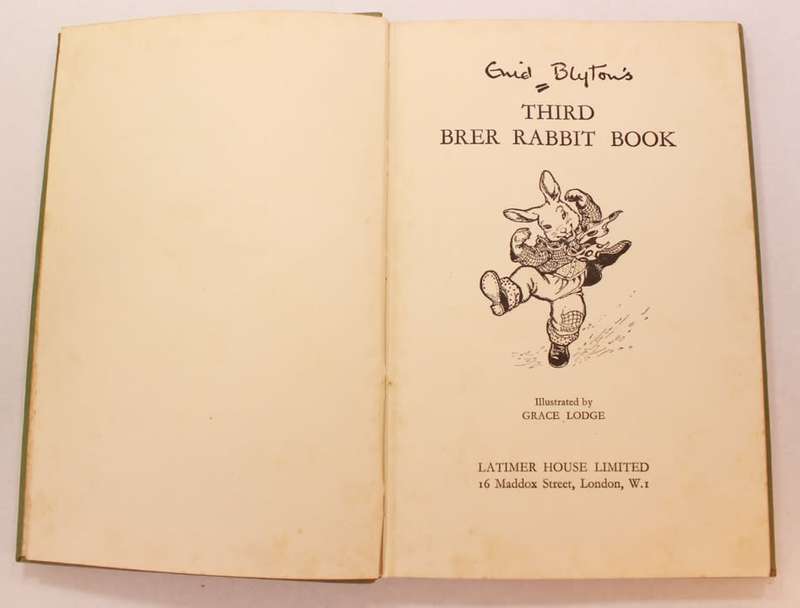 Enid Blyton's
THIRD
BRER RABBIT BOOK
Illustrated by
GRACE LODGE
LATIMER HOUSE LIMITED
16 Maddox Street, London, W.1